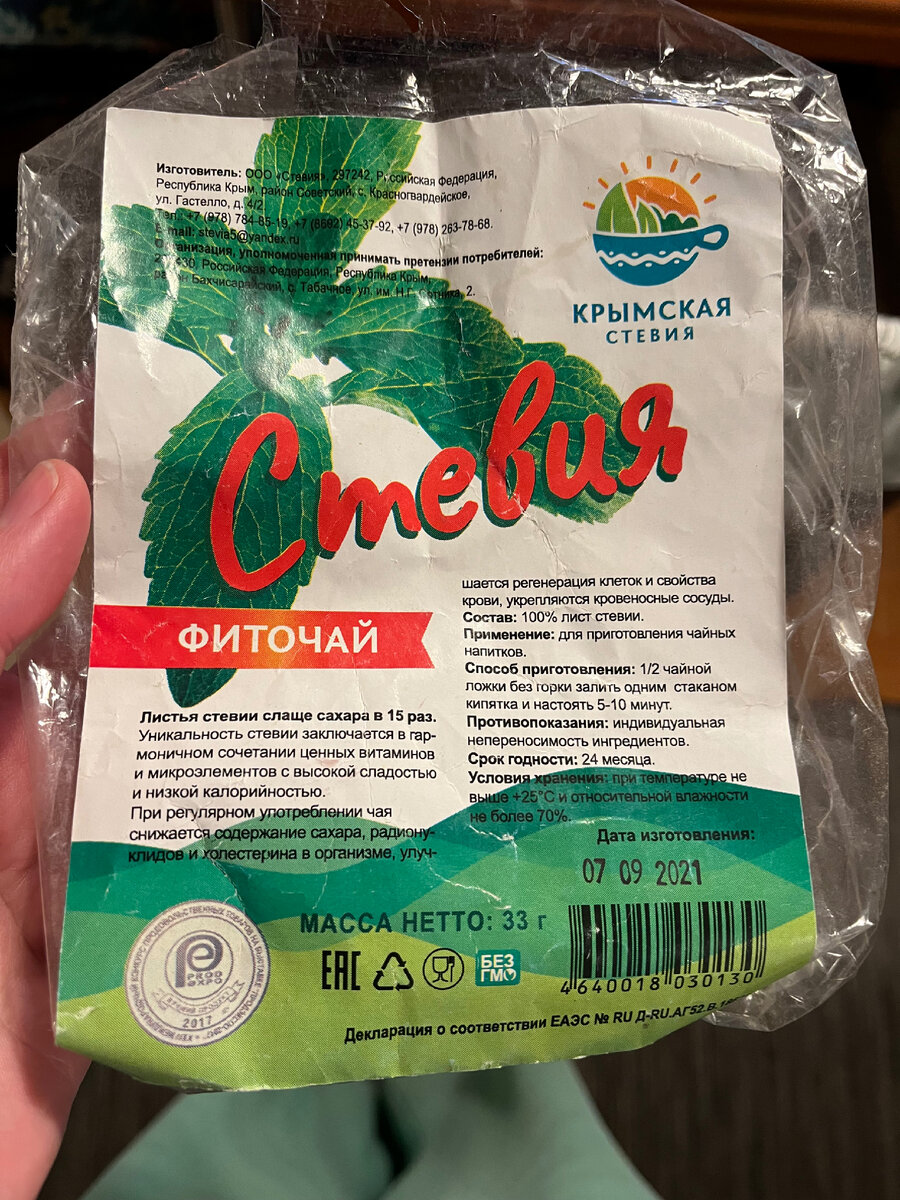 Изготовитель: ООО «Стевия», 297242, Российская Федерация,
Республика Крым, район Советский, с. Красногвардейское,
ул. Гастелло, д. 4/2.
Тел.: +7 (978) 784-85-19, +7 (8692) 45-37-92, +7 (978) 263-78-68.
E-mail: stevia5@yandex.ru
Организация, уполномоченная принимать претензии потребителей:
Российская Федерация, Республика Крым,
район Бахчисарайский, с. Табачное, ул. им. Н.Г. 2.
КРЫМСКАЯ
СТЕВИЯ
Стевия
ФИТОЧАЙ
Листья стевии слаще сахара в 15 раз.
Уникальность стевии заключается в гар-
моничном сочетании ценных витаминов
и микроэлементов с высокой сладостью
и низкой калорийностью.
При регулярном употреблении чая
снижается содержание сахара, радиону-
клидов и холестерина в организме, улуч-
шается регенерация клеток и свойства
крови, укрепляются кровеносные сосуды.
Состав: 100% лист стевии.
Применение: для приготовления чайных
напитков.
Способ приготовления: 1/2 чайной
ложки без горки залить одним стаканом
кипятка и настоять 5-10 минут.
Противопоказания: индивидуальная
непереносимость ингредиентов.
Срок годности: 24 месяца.
Условия хранения: при температуре не
выше +25°С и относительной влажности
не более 70%.
Дата изготовления:
07 09 2021
МАССА НЕТТО: 33 г
EAC
БЕЗ
ГМО
4 640018 030130
Декларация о соответствии ЕАЭС № RU Д-RU.АГ52.В.
PROD
EXPO
2017